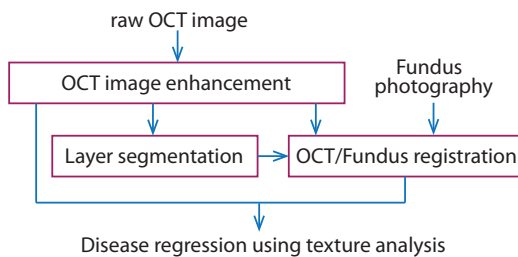 raw OCT image
OCT image enhancement
Fundus
photography
Layer segmentation
OCT/Fundus registration
Disease regression using texture analysis